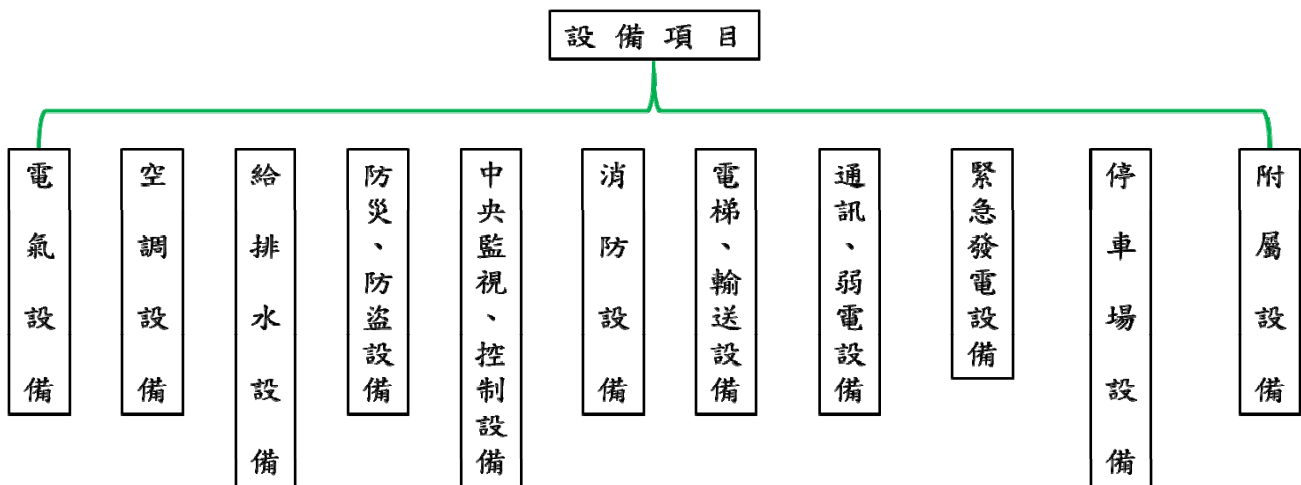 設備項目
電氣設備
空調設備
給排水設備
防災、防盜設備
中央監視、控制設備
消防設備
電梯、輸送設備
通訊、弱電設備
緊急發電設備
停車場設備
附屬設備